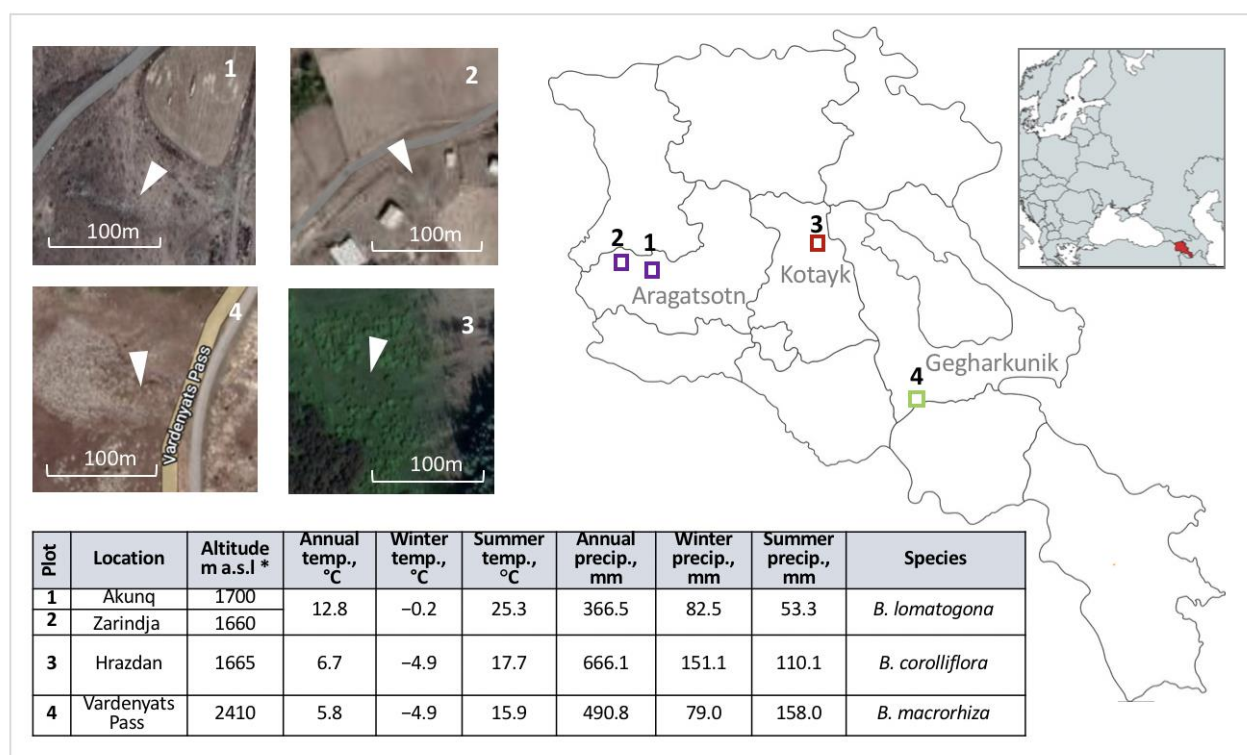 1
100m
2
100m
4
Vardenyats Pass
100m
3
100m
2
1
Aragatsotn
3
Kotayk
Gegharkunik
4
Plot
Location
Altitude
m a.s.l *
Annual
temp.,
°C
Winter
temp.,
°C
Summer
temp.,
°C
Annual
precip.,
mm
Winter
precip.,
mm
Summer
precip.,
mm
Species
1
Akunq
1700
12.8
−0.2
25.3
366.5
82.5
53.3
B. lomatogona
2
Zarindja
1660
3
Hrazdan
1665
6.7
−4.9
17.7
666.1
151.1
110.1
B. corolliflora
4
Vardenyats
Pass
2410
5.8
−4.9
15.9
490.8
79.0
158.0
B. macrorhiza